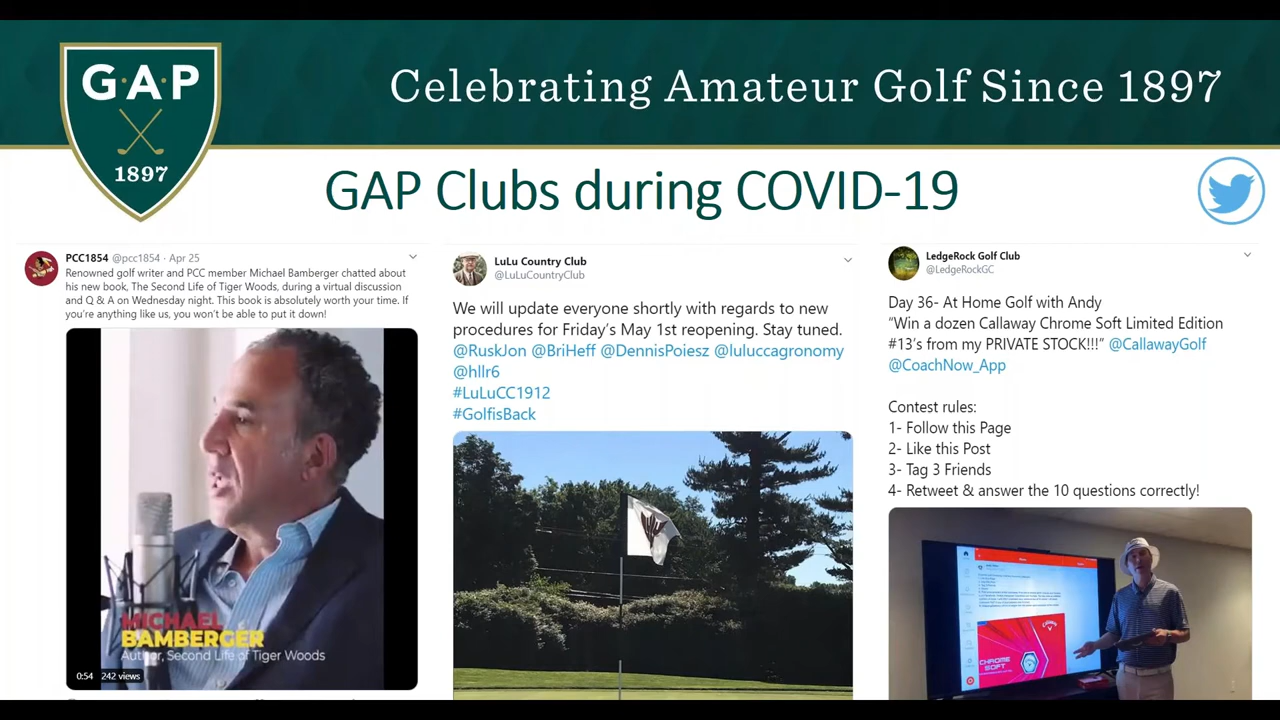 G·A·P
1897
Celebrating Amateur Golf Since 1897
GAP Clubs during COVID-19
PCC1854 @pcc1854 · Apr 25
Renowned golf writer and PCC member Michael Bamberger chatted about
his new book, The Second Life of Tiger Woods, during a virtual discussion
and Q & A on Wednesday night. This book is absolutely worth your time. If
you're anything like us, you won't be able to put it down!
MICHAEL
BAMBERGER
Author, Second Life of Tiger Woods
0:54 242 views
LuLu Country Club
@LuLuCountryClub
We will update everyone shortly with regards to new
procedures for Friday's May 1st reopening. Stay tuned.
@RuskJon @BriHeff @DennisPoiesz @luluccagronomy
@hllr6
#LuLuCC1912
#GolfisBack
LedgeRock Golf Club
@LedgeRockGC
Day 36- At Home Golf with Andy
"Win a dozen Callaway Chrome Soft Limited Edition
#13's from my PRIVATE STOCK!!!" @CallawayGolf
@CoachNow_App
Contest rules:
1- Follow this Page
2- Like this Post
3- Tag 3 Friends
4- Retweet & answer the 10 questions correctly!
CHROME
SOFT